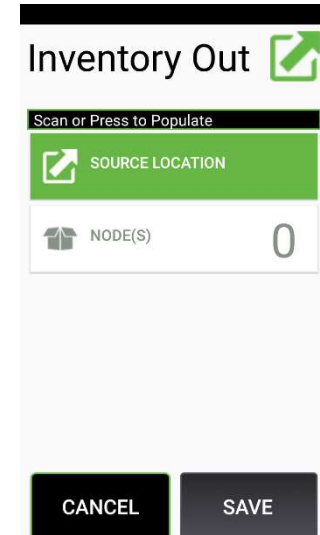 Inventory Out
Scan or Press to Populate
SOURCE LOCATION
NODE(S) 0
CANCEL SAVE